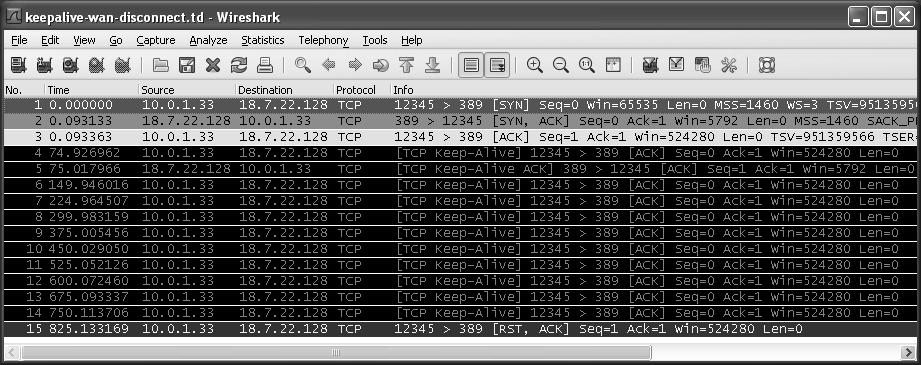 keepalive-wan-disconnect.td - Wireshark
File Edit View Go Capture Analyze Statistics Telephony Tools Help
No. Time Source Destination Protocol Info
1 0.000000 10.0.1.33 18.7.22.128 TCP 12345 > 389 [SYN] Seq=0 Win=65535 Len=0 MSS=1460 WS=3 TSV=951359
2 0.093133 18.7.22.128 10.0.1.33 TCP 389 > 12345 [SYN, ACK] Seq=0 Ack=1 Win=5792 Len=0 MSS=1460 SACK_P
3 0.093363 10.0.1.33 18.7.22.128 TCP 12345 > 389 [ACK] Seq=1 Ack=1 Win=524280 Len=0 TSV=951359566 TSER
4 74.926962 10.0.1.33 18.7.22.128 TCP [TCP Keep-Alive] 12345 > 389 [ACK] Seq=0 Ack=1 Win=524280 Len=0
5 75.017966 18.7.22.128 10.0.1.33 TCP [TCP Keep-Alive ACK] 389 > 12345 [ACK] Seq=1 Ack=1 Win=5792 Len=0
6 149.946016 10.0.1.33 18.7.22.128 TCP [TCP Keep-Alive] 12345 > 389 [ACK] Seq=0 Ack=1 Win=524280 Len=0
7 224.964507 10.0.1.33 18.7.22.128 TCP [TCP Keep-Alive] 12345 > 389 [ACK] Seq=0 Ack=1 Win=524280 Len=0
8 299.983159 10.0.1.33 18.7.22.128 TCP [TCP Keep-Alive] 12345 > 389 [ACK] Seq=0 Ack=1 Win=524280 Len=0
9 375.005456 10.0.1.33 18.7.22.128 TCP [TCP Keep-Alive] 12345 > 389 [ACK] Seq=0 Ack=1 Win=524280 Len=0
10 450.029050 10.0.1.33 18.7.22.128 TCP [TCP Keep-Alive] 12345 > 389 [ACK] Seq=0 Ack=1 Win=524280 Len=0
11 525.052126 10.0.1.33 18.7.22.128 TCP [TCP Keep-Alive] 12345 > 389 [ACK] Seq=0 Ack=1 Win=524280 Len=0
12 600.072460 10.0.1.33 18.7.22.128 TCP [TCP Keep-Alive] 12345 > 389 [ACK] Seq=0 Ack=1 Win=524280 Len=0
13 675.093337 10.0.1.33 18.7.22.128 TCP [TCP Keep-Alive] 12345 > 389 [ACK] Seq=0 Ack=1 Win=524280 Len=0
14 750.113706 10.0.1.33 18.7.22.128 TCP [TCP Keep-Alive] 12345 > 389 [ACK] Seq=0 Ack=1 Win=524280 Len=0
15 825.133169 10.0.1.33 18.7.22.128 TCP 12345 > 389 [RST, ACK] Seq=1 Ack=1 Win=524280 Len=0